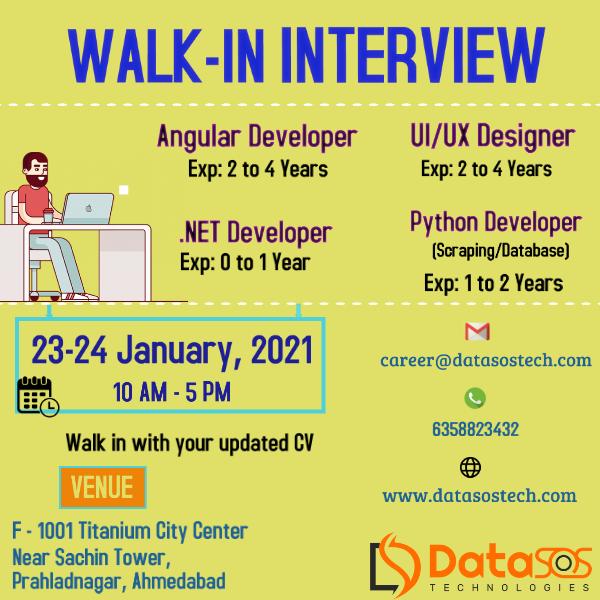 WALK-IN INTERVIEW
Angular Developer
Exp: 2 to 4 Years
UI/UX Designer
Exp: 2 to 4 Years
.NET Developer
Exp: 0 to 1 Year
Python Developer
(Scraping/Database)
Exp: 1 to 2 Years
23-24 January, 2021
10 AM - 5 PM
Walk in with your updated CV
VENUE
F - 1001 Titanium City Center
Near Sachin Tower,
Prahladnagar, Ahmedabad
career@datasostech.com
6358823432
www.datasostech.com
DataSOS
TECHNOLOGIES